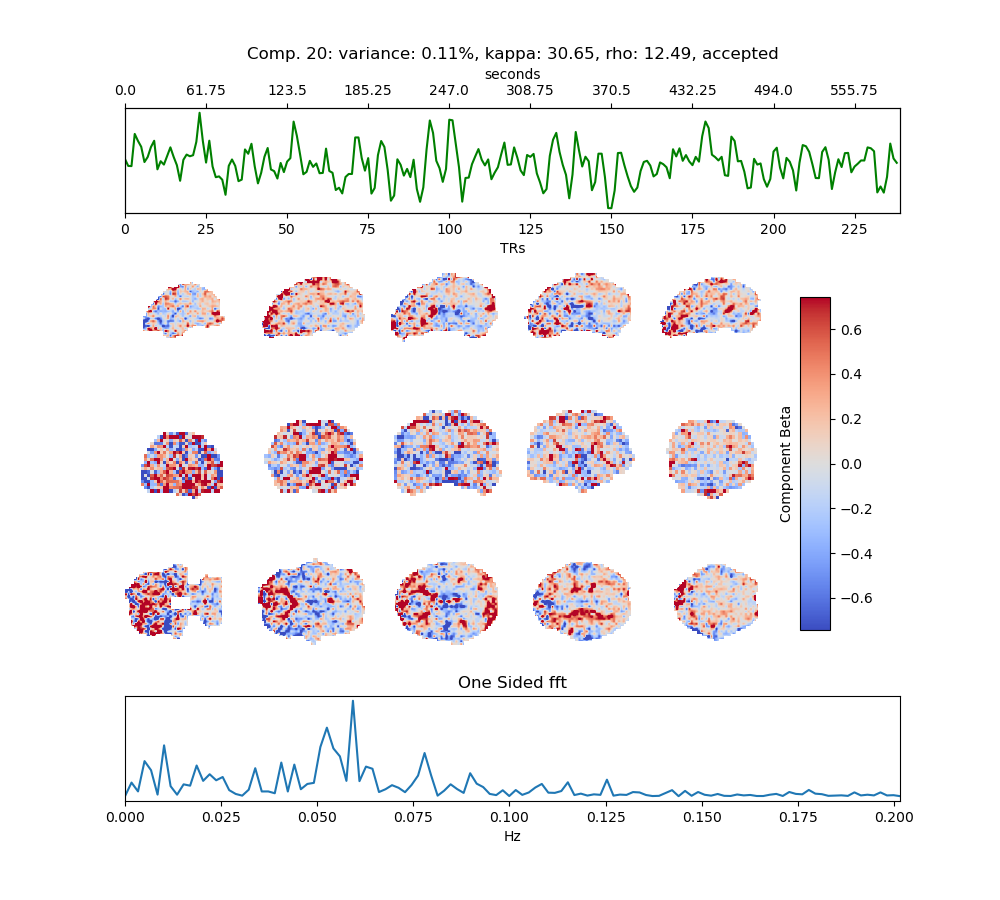 Comp. 20: variance: 0.11%, kappa: 30.65, rho: 12.49, accepted
seconds
0.0 61.75 123.5 185.25 247.0 308.75 370.5 432.25 494.0 555.75
0 25 50 75 100 125 150 175 200 225
TRs
0.6
0.4
0.2
0.0
−0.2
−0.4
−0.6
Component Beta
One Sided fft
0.000 0.025 0.050 0.075 0.100 0.125 0.150 0.175 0.200
Hz